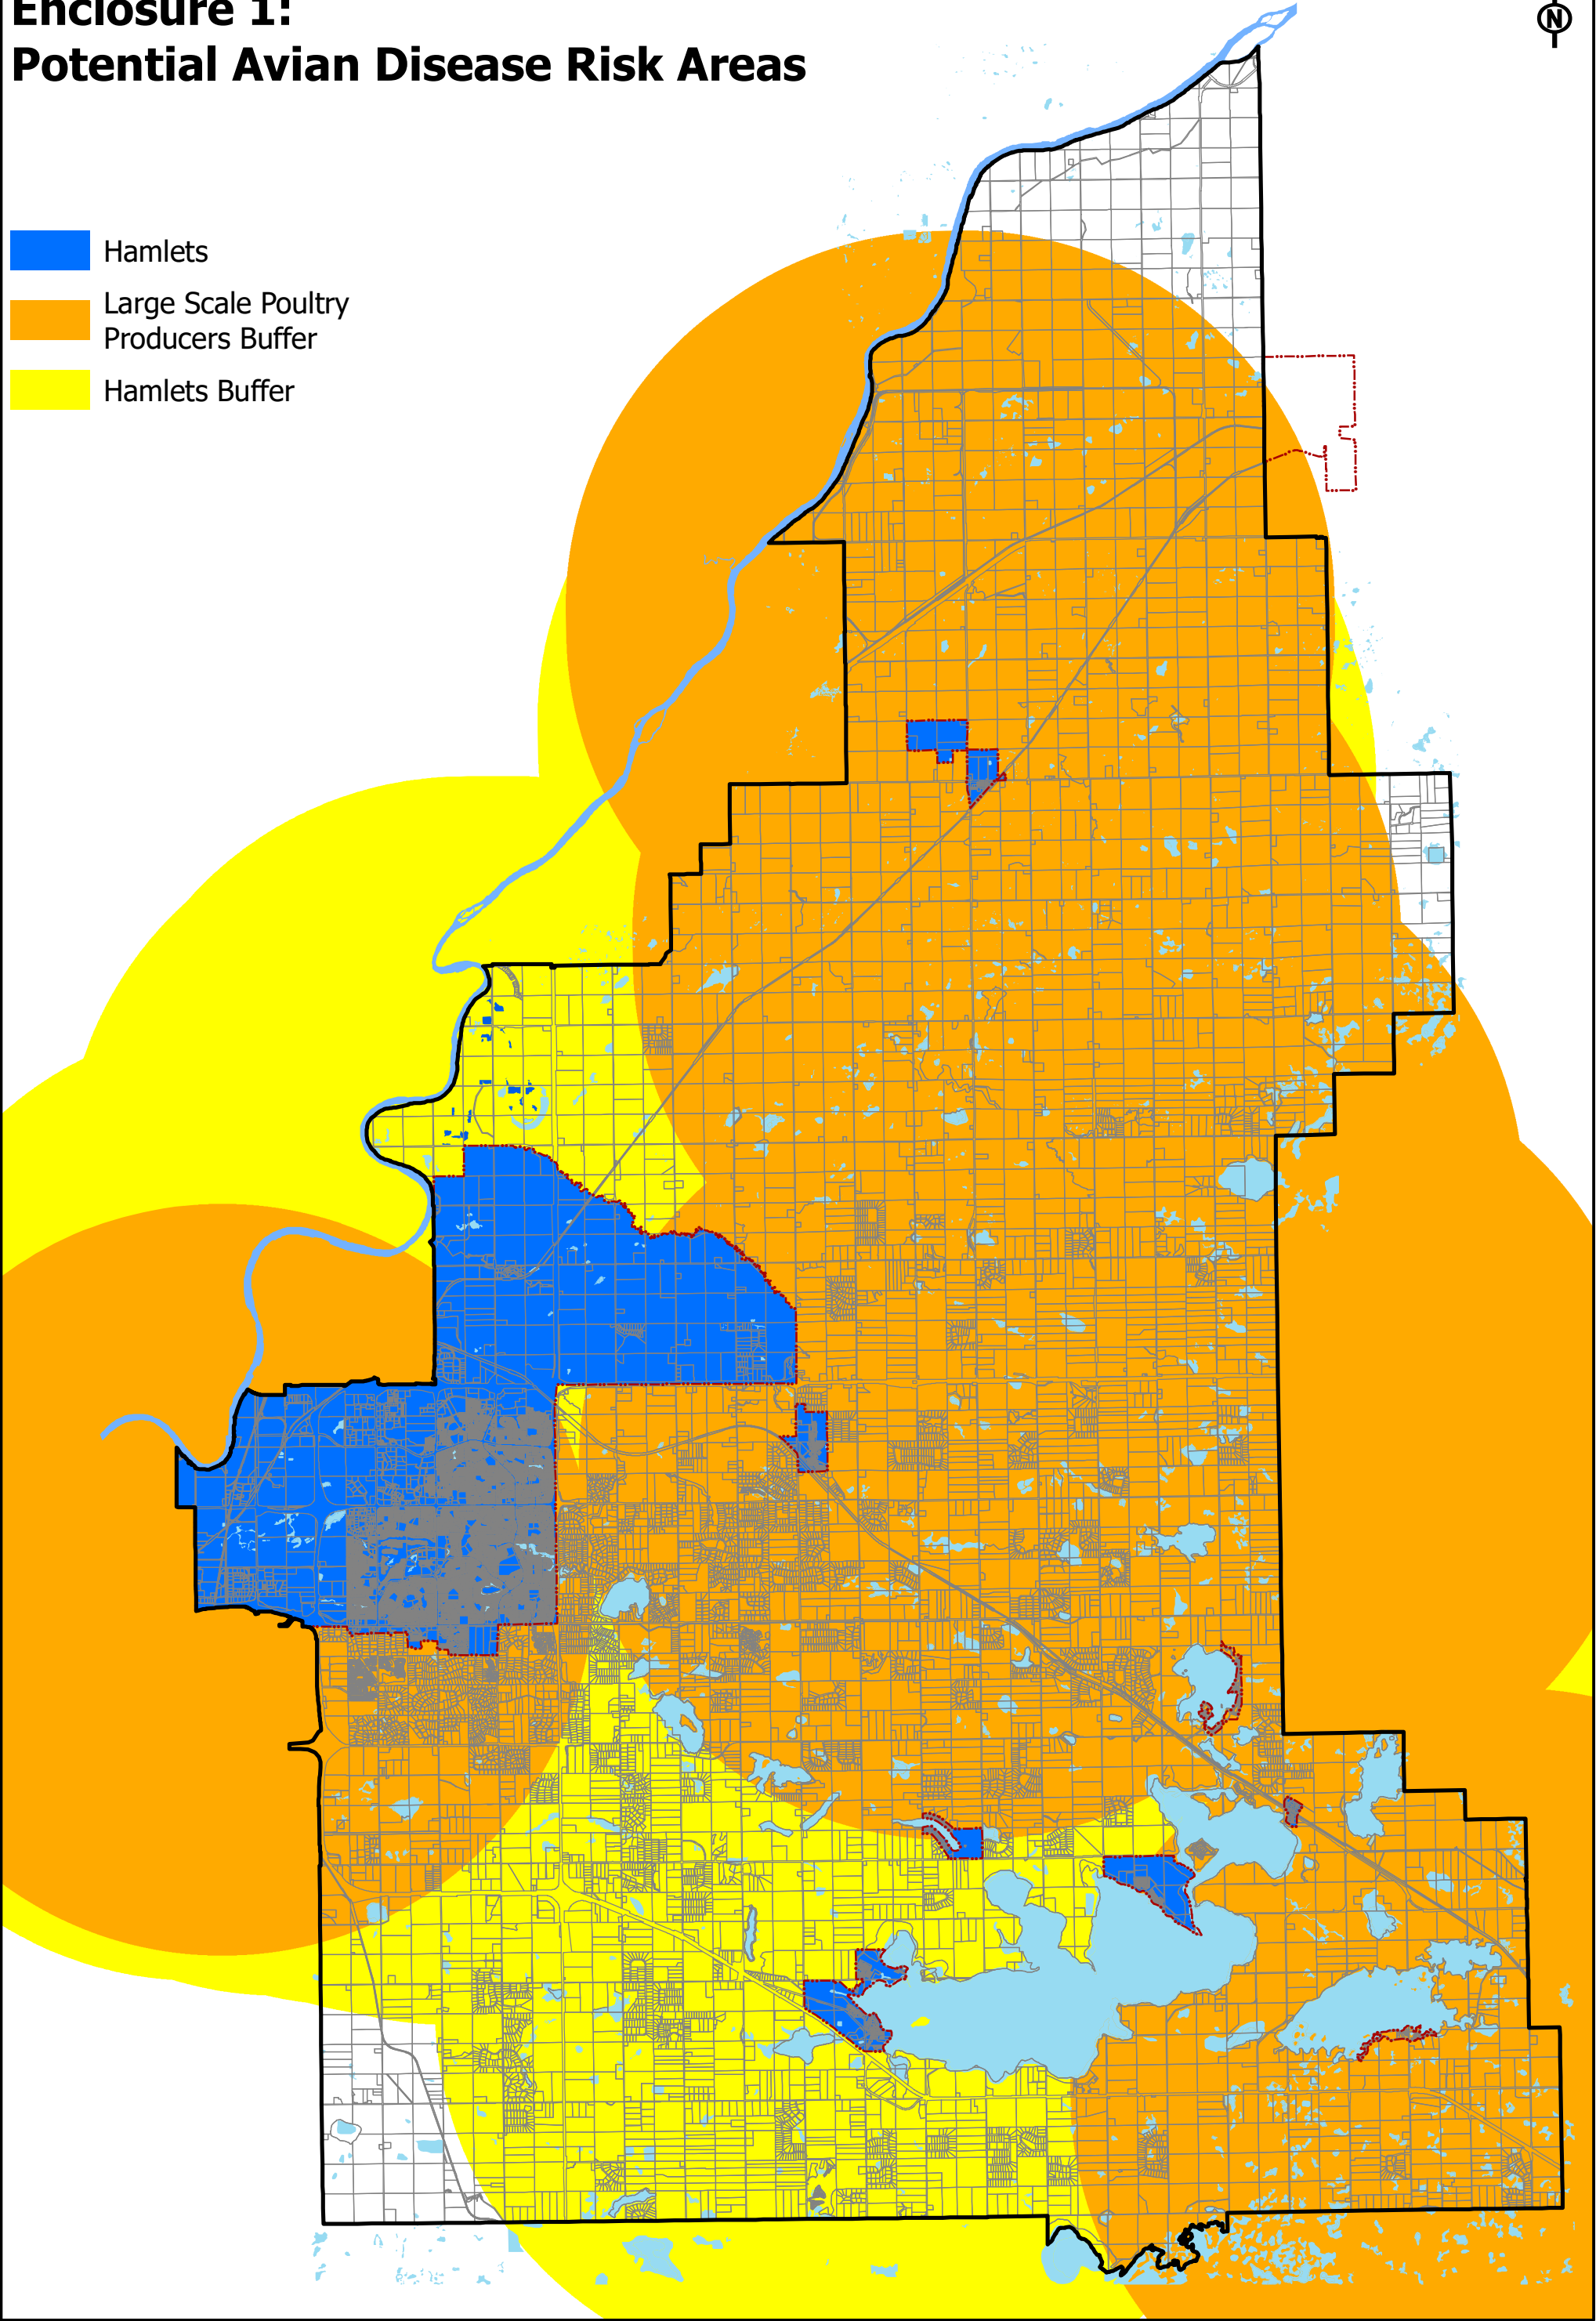 Enclosure 1:
Potential Avian Disease Risk Areas
N
Hamlets
Large Scale Poultry
Producers Buffer
Hamlets Buffer